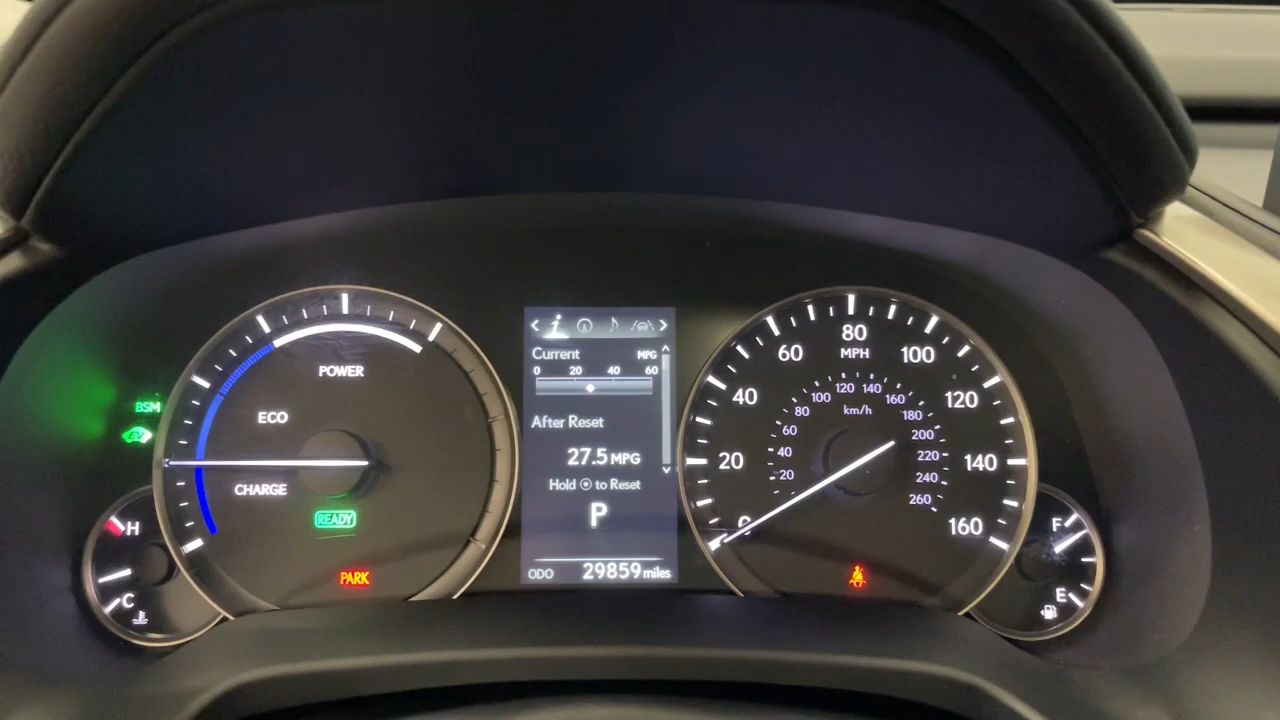 POWER
ECO
CHARGE
READY
PARK
BSM
EV
H
C
Current MPG
0 20 40 60
After Reset
27.5 MPG
Hold to Reset
P
ODO 29859 miles
0 20 40 60 80 100 120 140 160
MPH
20 40 60 80 100 120 140 160 180 200 220 240 260
km/h
F
E